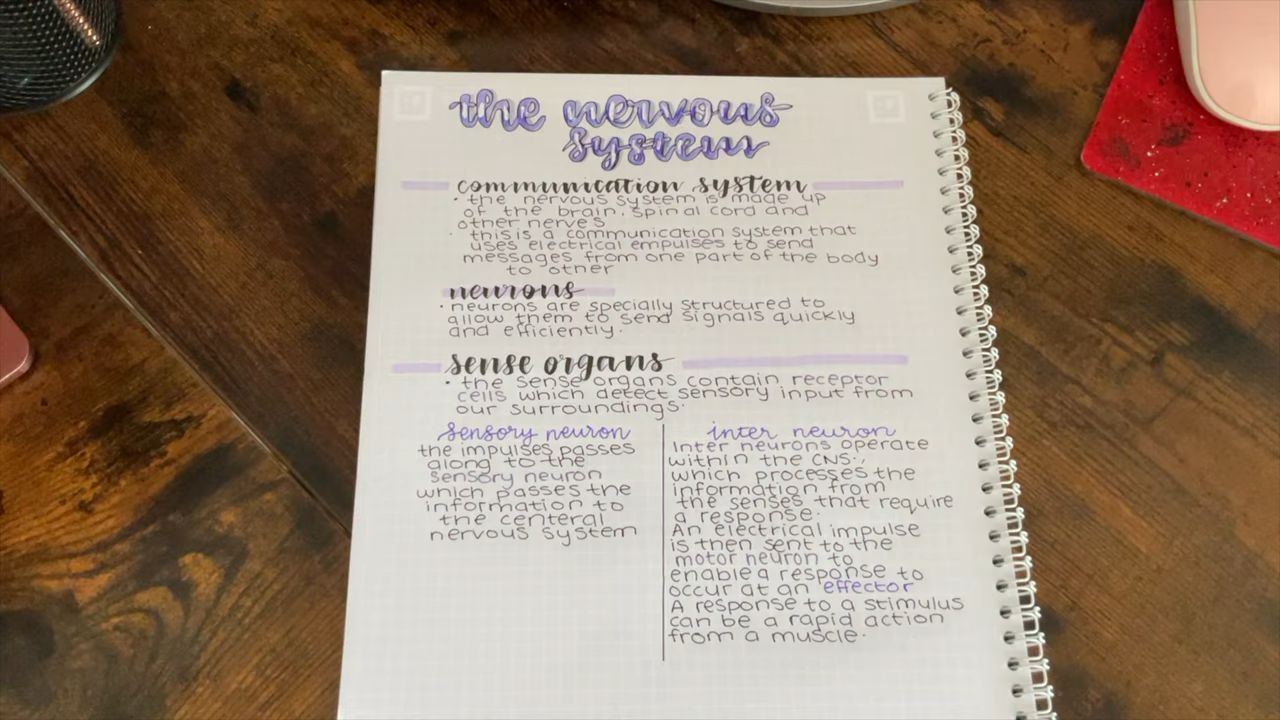 the nervous
system
communication system
• the nervous system is made up
of the brain. spinal cord and
other nerves
• this is a communication system that
uses electrical empulses to send
messages from one part of the body
to other
neurons
• neurons are specially structured to
allow them to send signals quickly
and efficiently.
sense organs
• the sense organs contain receptor
cells which detect sensory input from
our surroundings.
sensory neuron
the impulses passes
along to the
sensory neuron
which passes the
information to
the centeral
nervous system
inter neuron
Inter neurons operate
within the CNS.,
which processes the
information from
the senses that require
a response.
An electrical impulse
is then sent to the
motor neuron to
enable a response to
occur at an effector
A response to a stimulus
can be a rapid action
from a muscle.